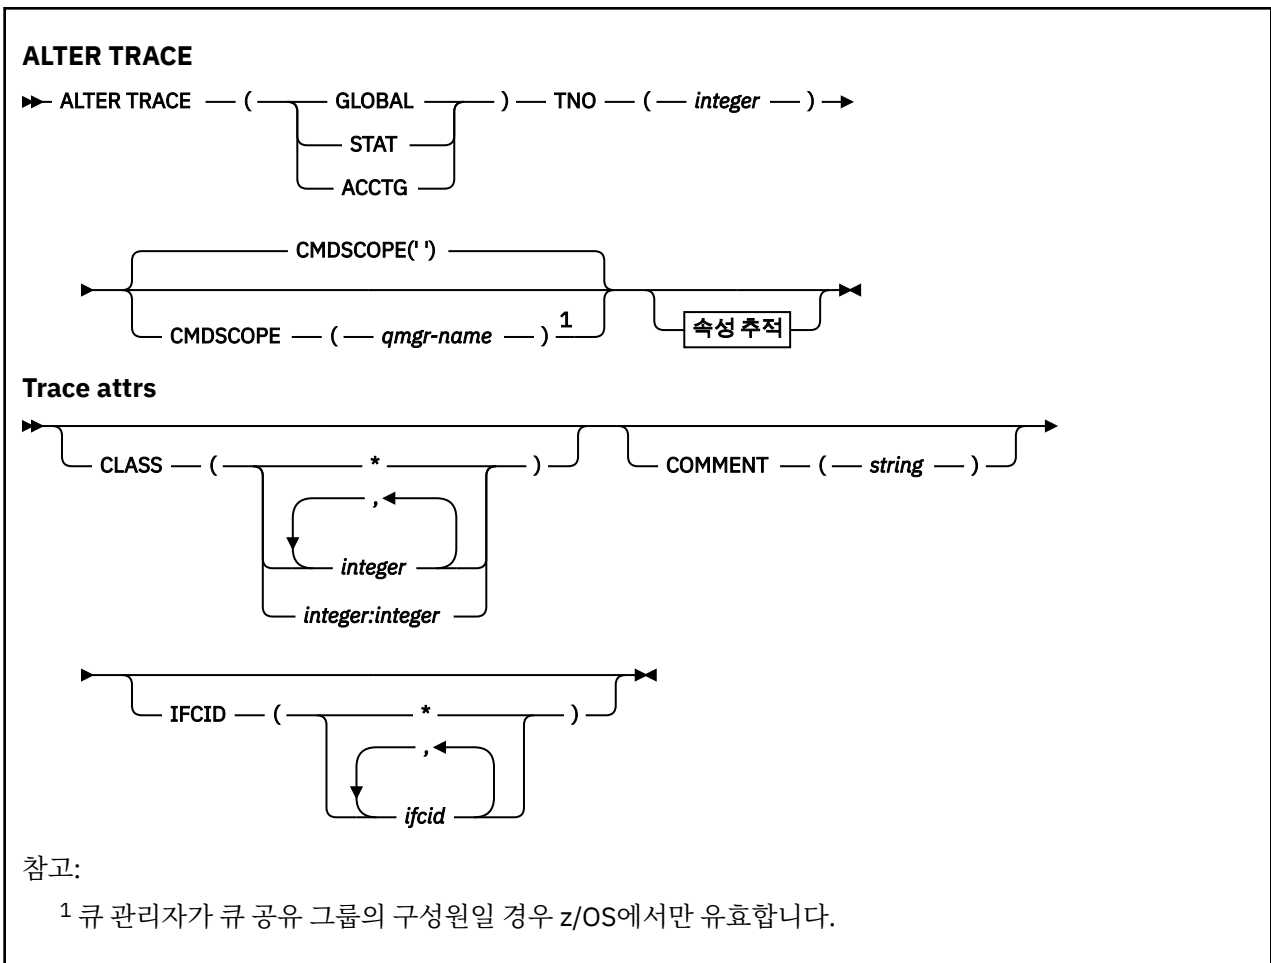 ALTER TRACE
ALTER TRACE ( GLOBAL ) TNO ( integer )
STAT
ACCTG
CMDSCOPE(' ')
CMDSCOPE ( qmgr-name ) 1
속성 추적
Trace attrs
CLASS ( * ) COMMENT ( string )
,
integer
integer:integer
IFCID ( * )
,
ifcid
참고:
1 큐 관리자가 큐 공유 그룹의 구성원일 경우 z/OS에서만 유효합니다.